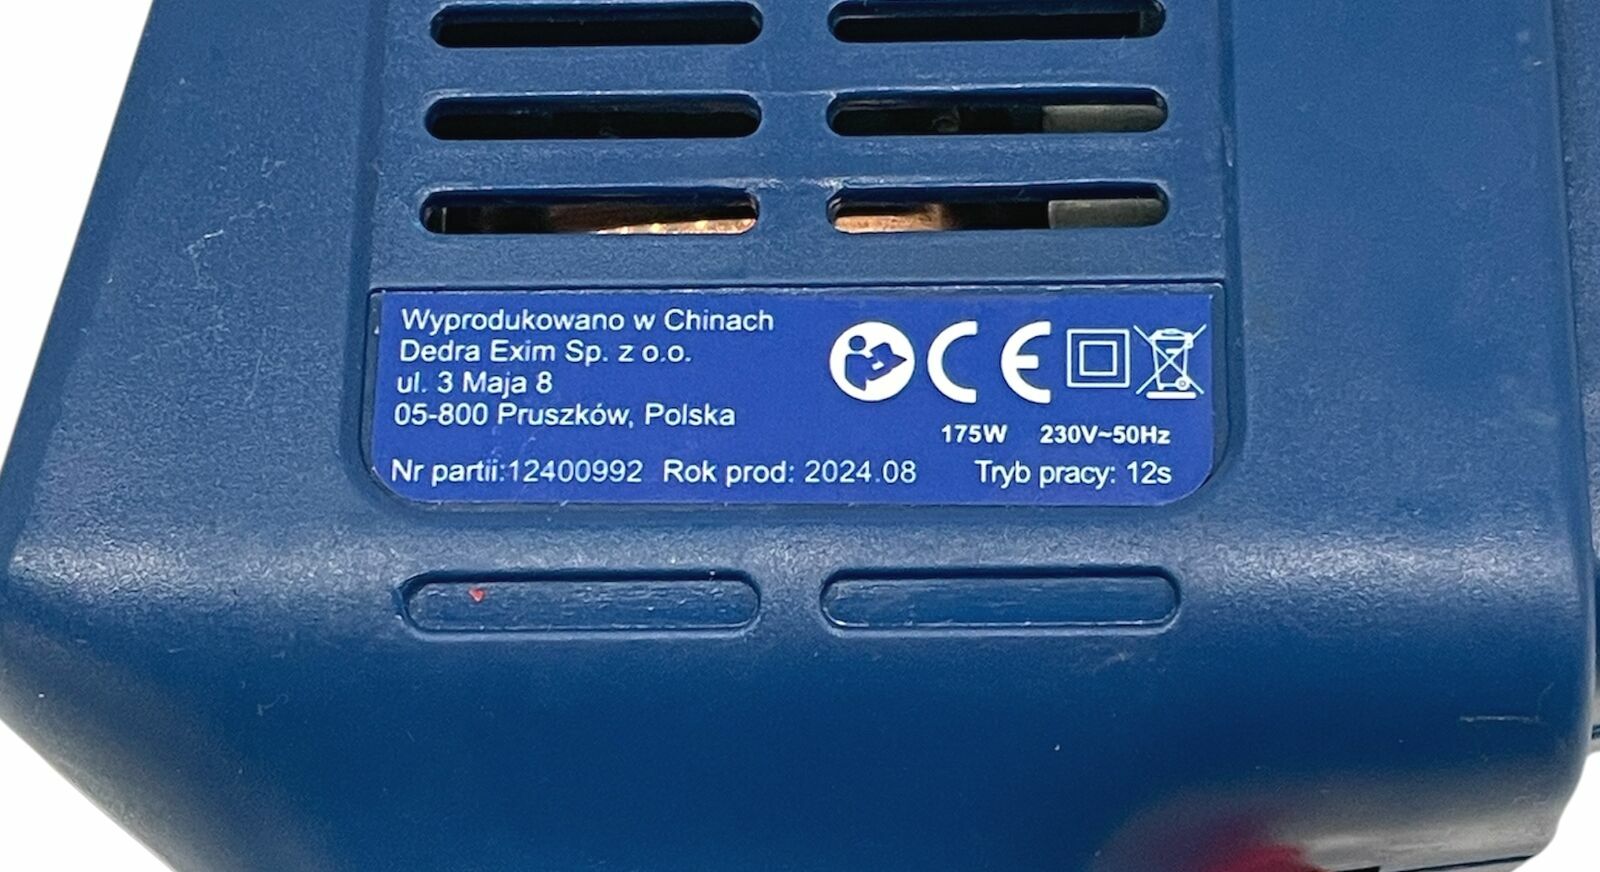 Wyprodukowano w Chinach
Dedra Exim Sp. z o.o.
ul. 3 Maja 8
05-800 Pruszków, Polska
CE
175W 230V~50Hz
Nr partii:12400992 Rok prod: 2024.08 Tryb pracy: 12s